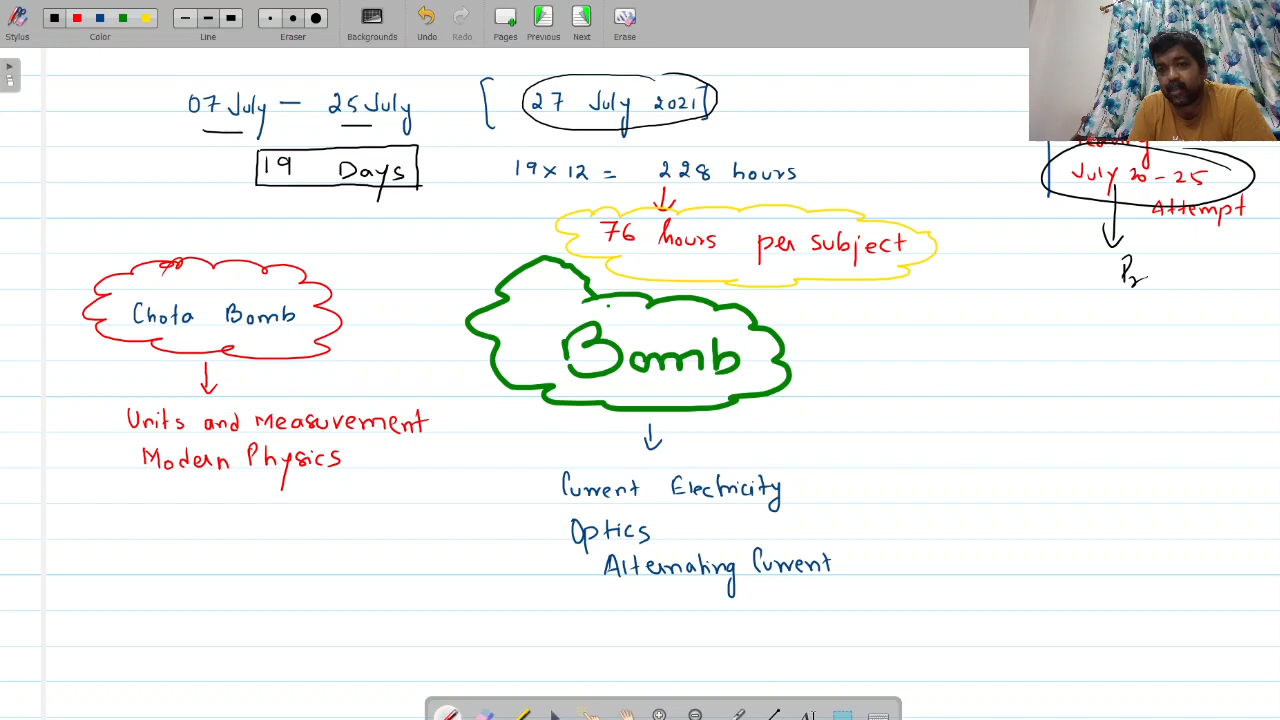 Stylus
Color
Line
Eraser
Backgrounds
Undo
Redo
Pages
Previous
Next
Erase
07 July - 25 July [ 27 July 2021]
19 Days
19 x 12 = 228 hours
76 hours per subject
July 20 - 25
Attempt
P2
Chota Bomb
Bomb
Units and Measurement
Modern Physics
Current Electricity
Optics
Alternating Current